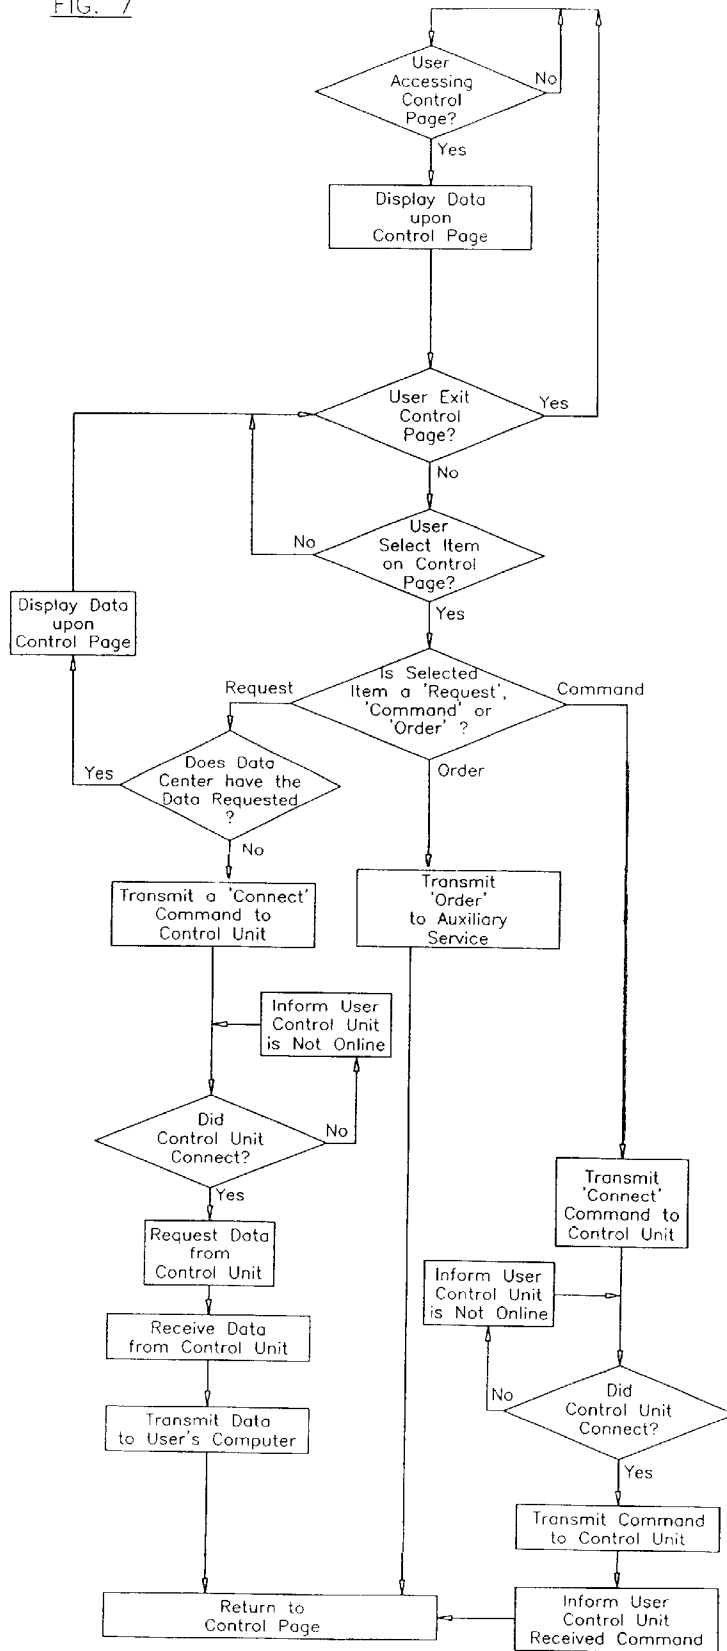 FIG. 7
User
Accessing
Control
Page?
No
Yes
Display Data
upon
Control Page
User Exit
Control
Page?
Yes
No
User
Select Item
on Control
Page?
No
Yes
Display Data
upon
Control Page
Is Selected
Item a 'Request',
'Command' or
'Order' ?
Request
Command
Order
Does Data
Center have the
Data Requested
?
Yes
No
Transmit a 'Connect'
Command to
Control Unit
Transmit
'Order'
to Auxiliary
Service
Inform User
Control Unit
is Not Online
Did
Control Unit
Connect?
No
Yes
Transmit
'Connect'
Command to
Control Unit
Request Data
from
Control Unit
Inform User
Control Unit
is Not Online
Receive Data
from Control Unit
Did
Control Unit
Connect?
No
Yes
Transmit Data
to User's Computer
Transmit Command
to Control Unit
Return to
Control Page
Inform User
Control Unit
Received Command